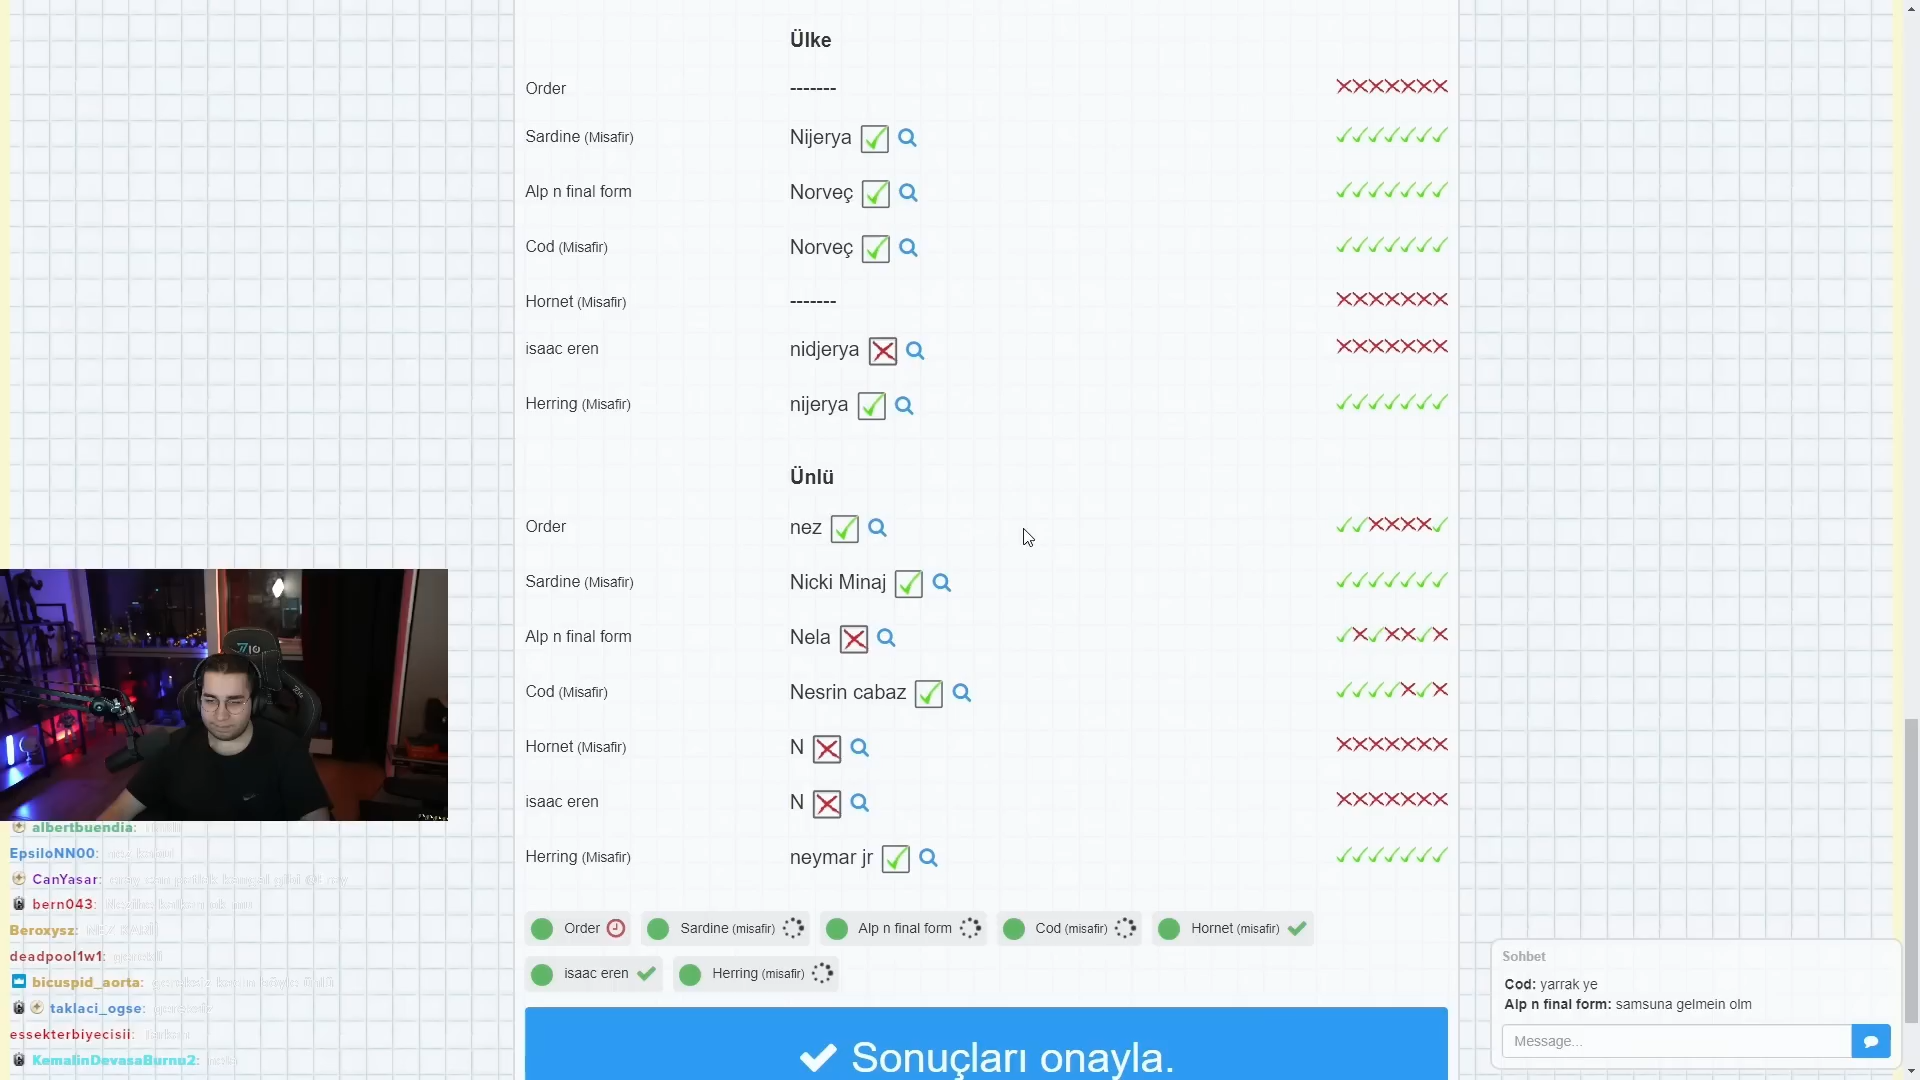 Ülke
Order -------
Sardine (Misafir) Nijerya
Alp n final form Norveç
Cod (Misafir) Norveç
Hornet (Misafir) -------
isaac eren nidjerya
Herring (Misafir) nijerya
Ünlü
Order nez
Sardine (Misafir) Nicki Minaj
Alp n final form Nela
Cod (Misafir) Nesrin cabaz
Hornet (Misafir) N
isaac eren N
Herring (Misafir) neymar jr
Order Sardine (misafir) Alp n final form Cod (misafir) Hornet (misafir)
isaac eren Herring (misafir)
Sonuçları onayla.
albertbuendia:
EpsiloNN00:
CanYasar:
bern043:
Beroxysz:
deadpool1w1:
bicuspid_aorta:
taklaci_ogse:
essekterbiyecisii:
KemalinDevasaBurnu2:
Sohbet
Cod: yarrak ye
Alp n final form: samsuna gelmein olm
Message...